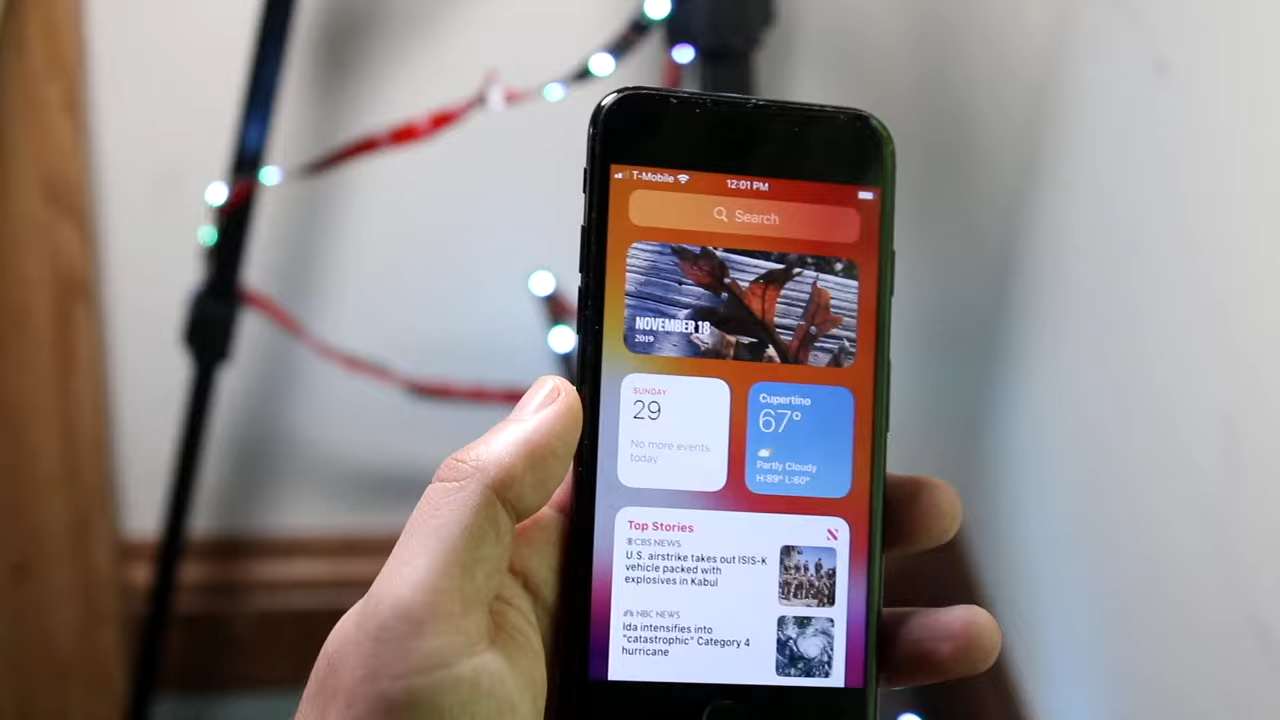 T-Mobile 12:01 PM
Search
NOVEMBER 18
2019
SUNDAY
29
No more events
today
Cupertino
67°
Partly Cloudy
H:89° L:60°
Top Stories
CBS NEWS
U.S. airstrike takes out ISIS-K
vehicle packed with
explosives in Kabul
NBC NEWS
Ida intensifies into
"catastrophic" Category 4
hurricane